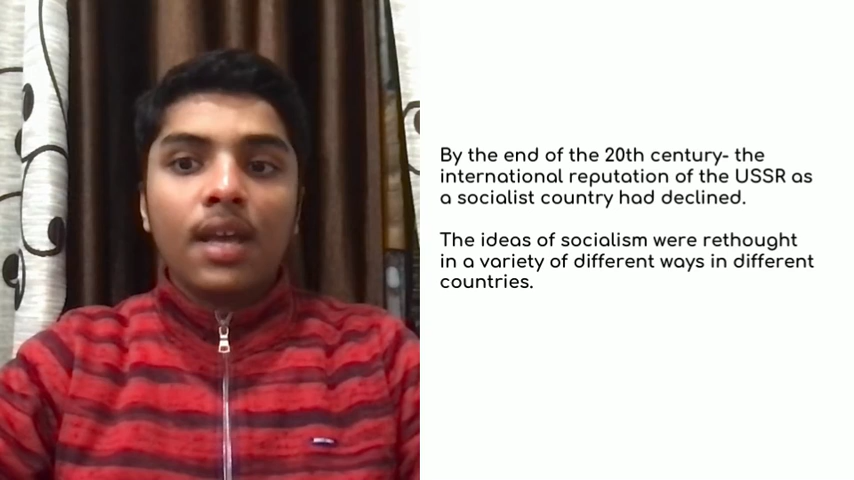 By the end of the 20th century- the
international reputation of the USSR as
a socialist country had declined.
The ideas of socialism were rethought
in a variety of different ways in different
countries.